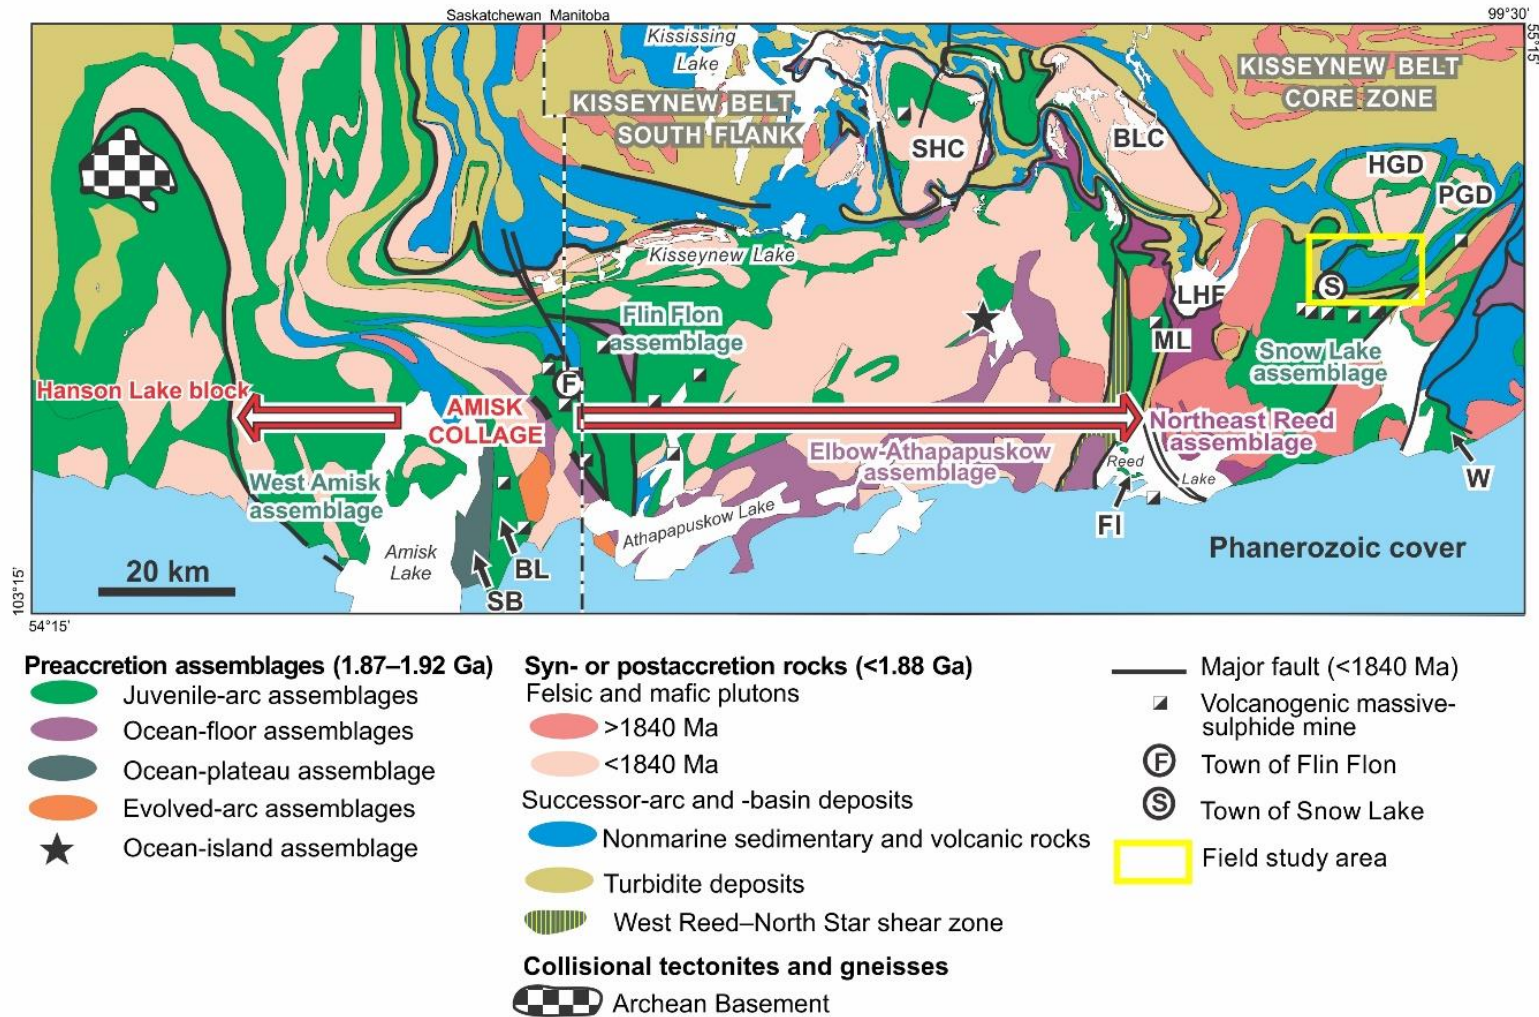 Saskatchewan Manitoba
99°30'
55°15'
Kississing
Lake
KISSEYNEW BELT
SOUTH FLANK
KISSEYNEW BELT
CORE ZONE
SHC
BLC
HGD
PGD
Kisseynew Lake
LHF
S
Flin Flon
assemblage
ML
Snow Lake
assemblage
F
Hanson Lake block
AMISK
COLLAGE
Northeast Reed
assemblage
Elbow-Athapapuskow
assemblage
Reed
Lake
W
West Amisk
assemblage
FI
Athapapuskow Lake
Amisk
Lake
BL
SB
Phanerozoic cover
20 km
103°15'
54°15'
Preaccretion assemblages (1.87–1.92 Ga)
Juvenile-arc assemblages
Ocean-floor assemblages
Ocean-plateau assemblage
Evolved-arc assemblages
Ocean-island assemblage
Syn- or postaccretion rocks (<1.88 Ga)
Felsic and mafic plutons
>1840 Ma
<1840 Ma
Successor-arc and -basin deposits
Nonmarine sedimentary and volcanic rocks
Turbidite deposits
West Reed–North Star shear zone
Collisional tectonites and gneisses
Archean Basement
Major fault (<1840 Ma)
Volcanogenic massive-
sulphide mine
F Town of Flin Flon
S Town of Snow Lake
Field study area